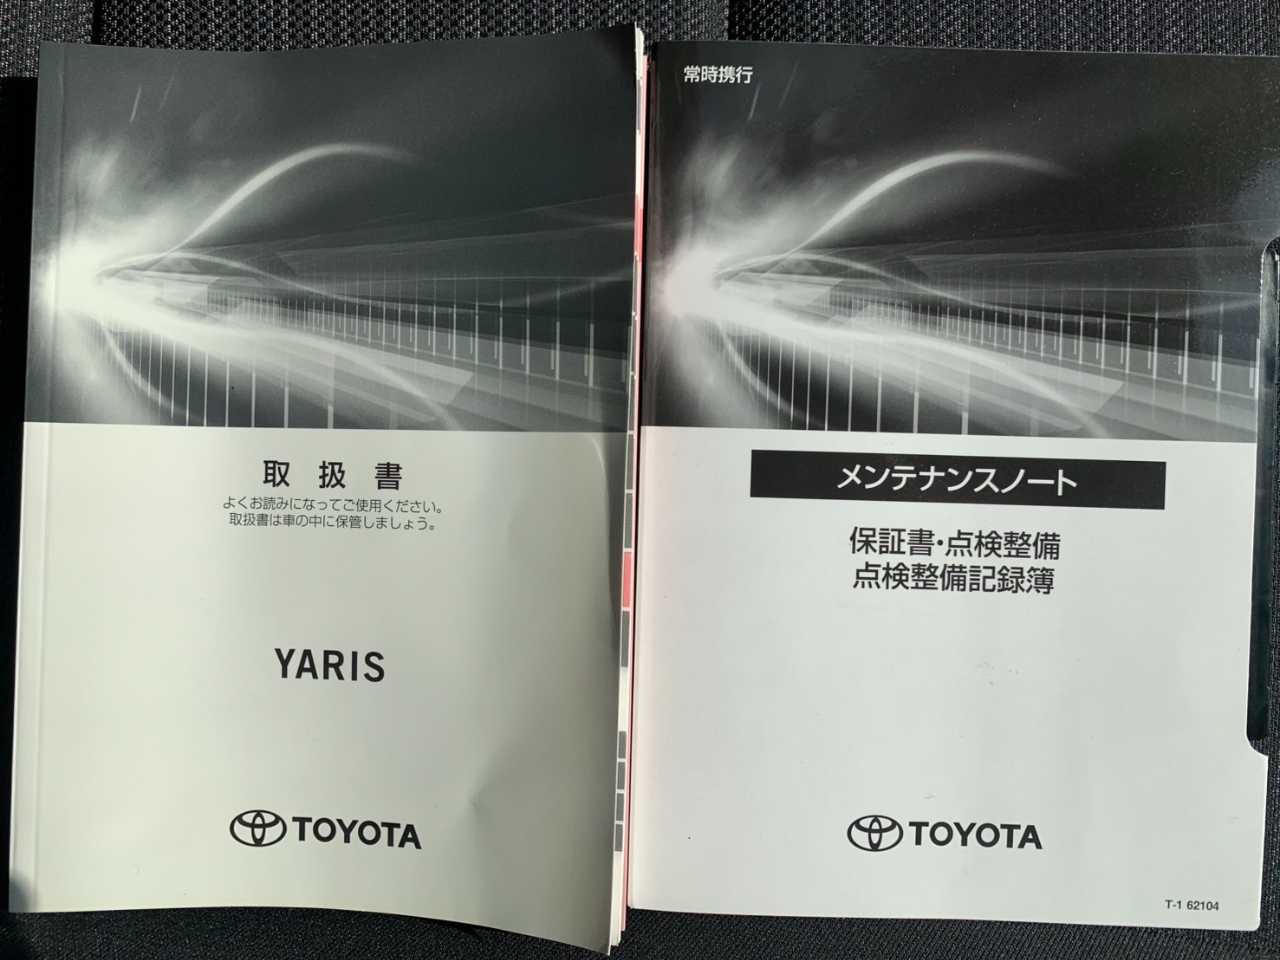 取扱書
よくお読みになってご使用ください。
取扱書は車の中に保管しましょう。
YARIS
TOYOTA
常時携行
メンテナンスノート
保証書・点検整備
点検整備記録簿
TOYOTA
T-1 62104